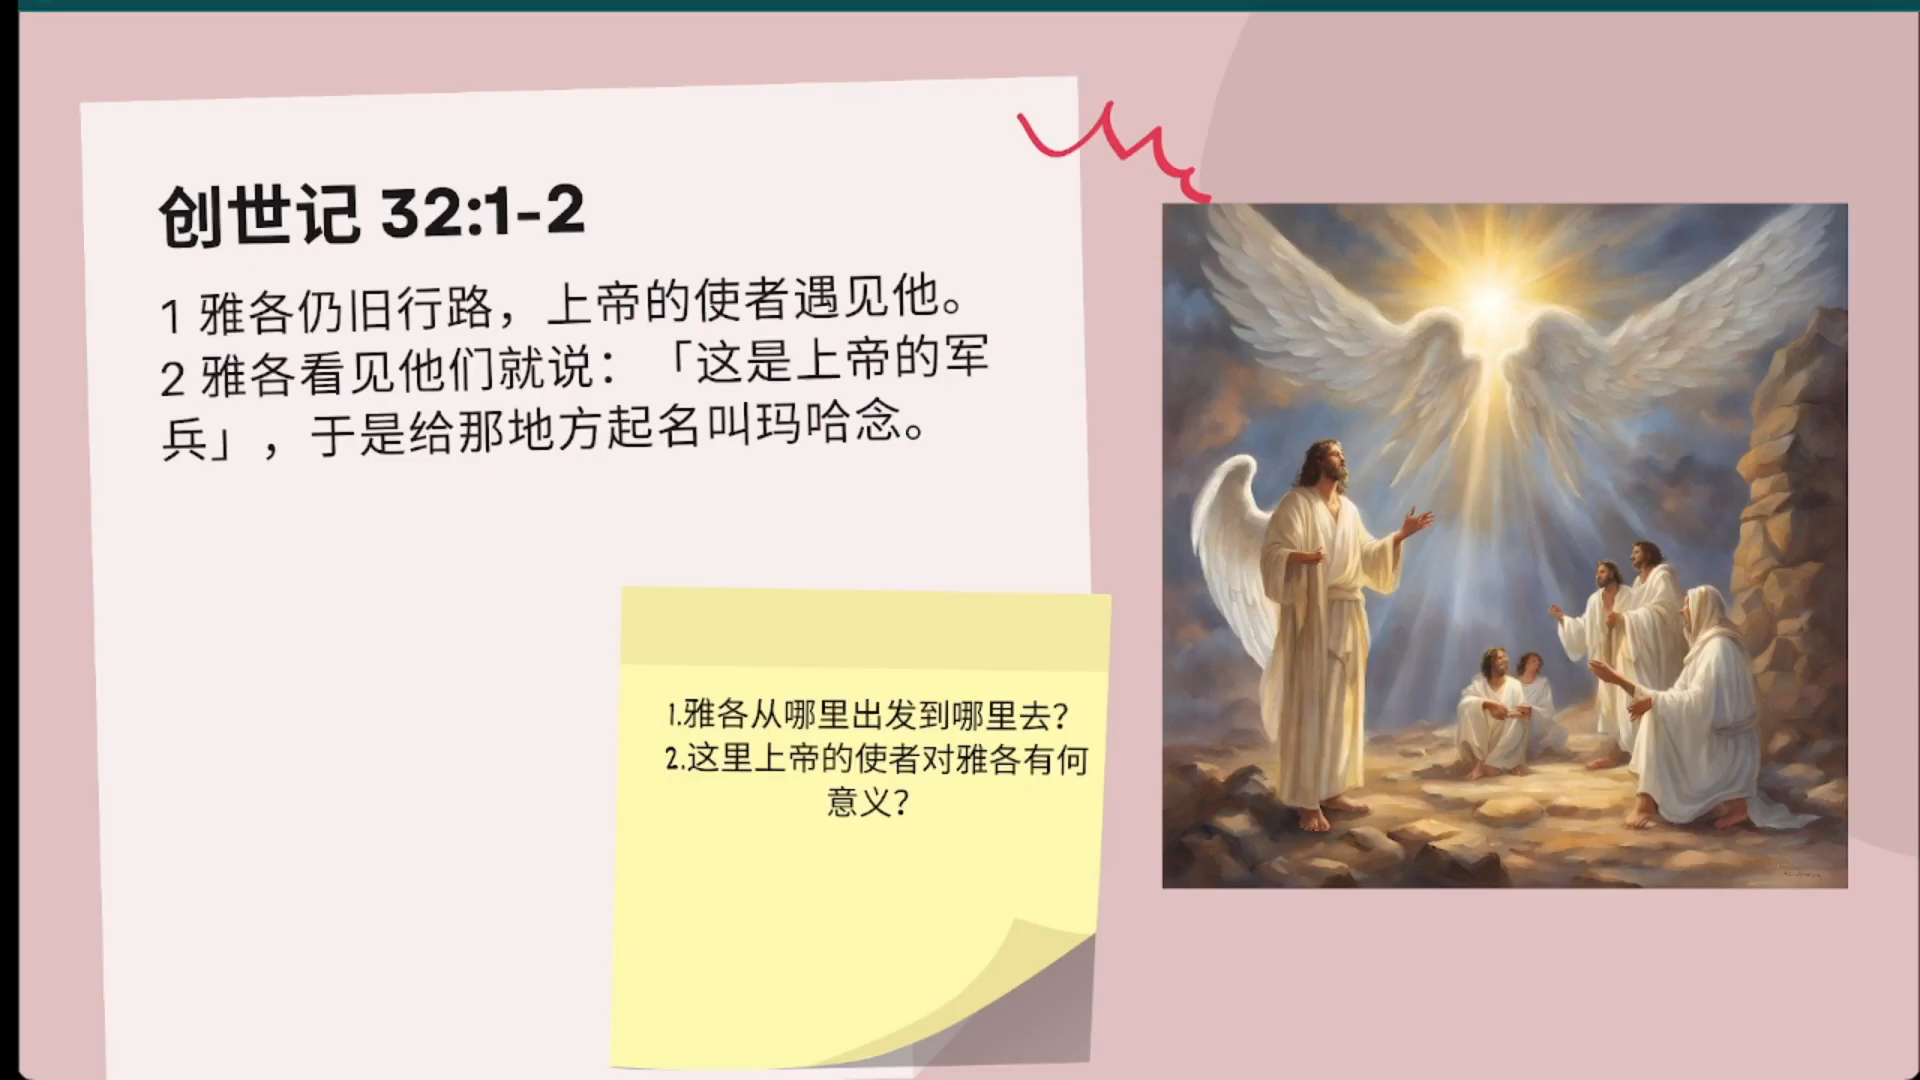 创世记 32:1-2
1 雅各仍旧行路，上帝的使者遇见他。
2 雅各看见他们就说：「这是上帝的军
兵」，于是给那地方起名叫玛哈念。
1.雅各从哪里出发到哪里去？
2.这里上帝的使者对雅各有何
意义？